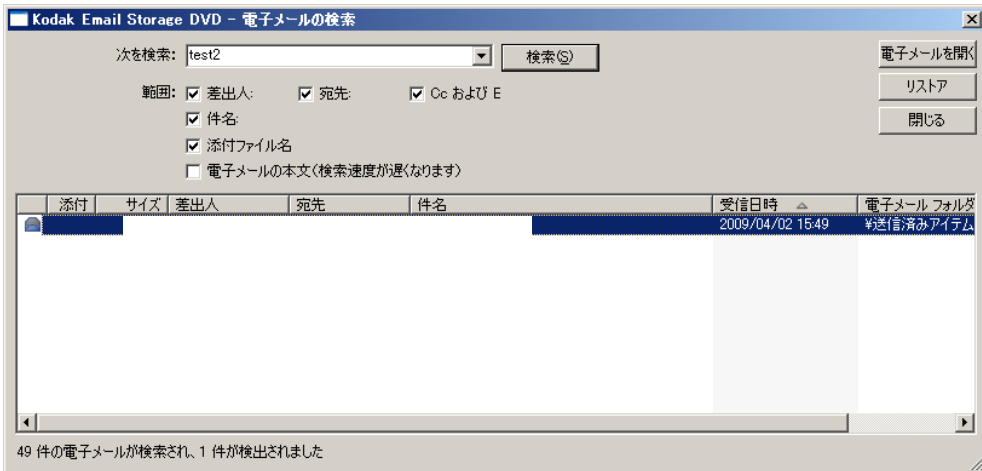 Kodak Email Storage DVD - 電子メールの検索
次を検索: test2 検索(S) 電子メールを開く
範囲: 差出人: 宛先: Cc および E リストア
件名: 閉じる
添付ファイル名
電子メールの本文(検索速度が遅くなります)
添付 サイズ 差出人 宛先 件名 受信日時 電子メール フォルダ
2009/04/02 15:49 ¥送信済みアイテム
49 件の電子メールが検索され、1 件が検出されました